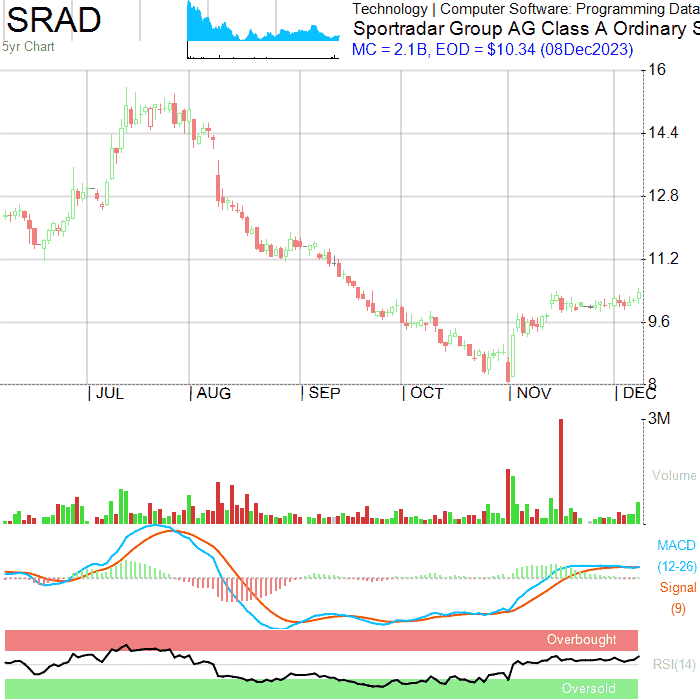 SRAD
5yr Chart
Technology | Computer Software: Programming Data
Sportradar Group AG Class A Ordinary S
MC = 2.1B, EOD = $10.34 (08Dec2023)
16
14.4
12.8
11.2
9.6
8
JUL AUG SEP OCT NOV DEC
3M
Volume
MACD
(12-26)
Signal
(9)
Overbought
RSI(14)
Oversold